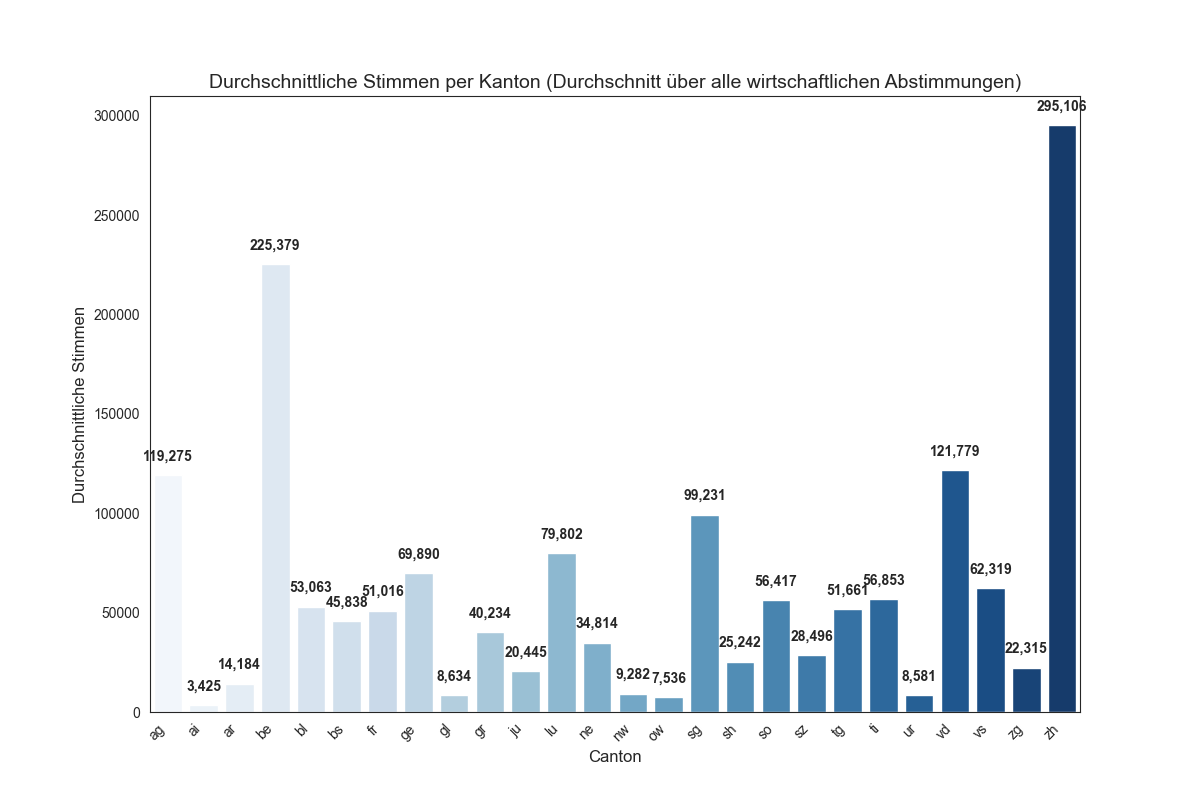 Durchschnittliche Stimmen per Kanton (Durchschnitt über alle wirtschaftlichen Abstimmungen)
Durchschnittliche Stimmen
300000
250000
200000
150000
100000
50000
0
119,275
3,425
14,184
225,379
53,063
45,838
51,016
69,890
8,634
40,234
20,445
79,802
34,814
9,282
7,536
99,231
25,242
56,417
28,496
51,661
56,853
8,581
121,779
62,319
22,315
295,106
ag
ai
ar
be
bl
bs
fr
ge
gl
gr
ju
lu
ne
nw
ow
sg
sh
so
sz
tg
ti
ur
vd
vs
zg
zh
Canton